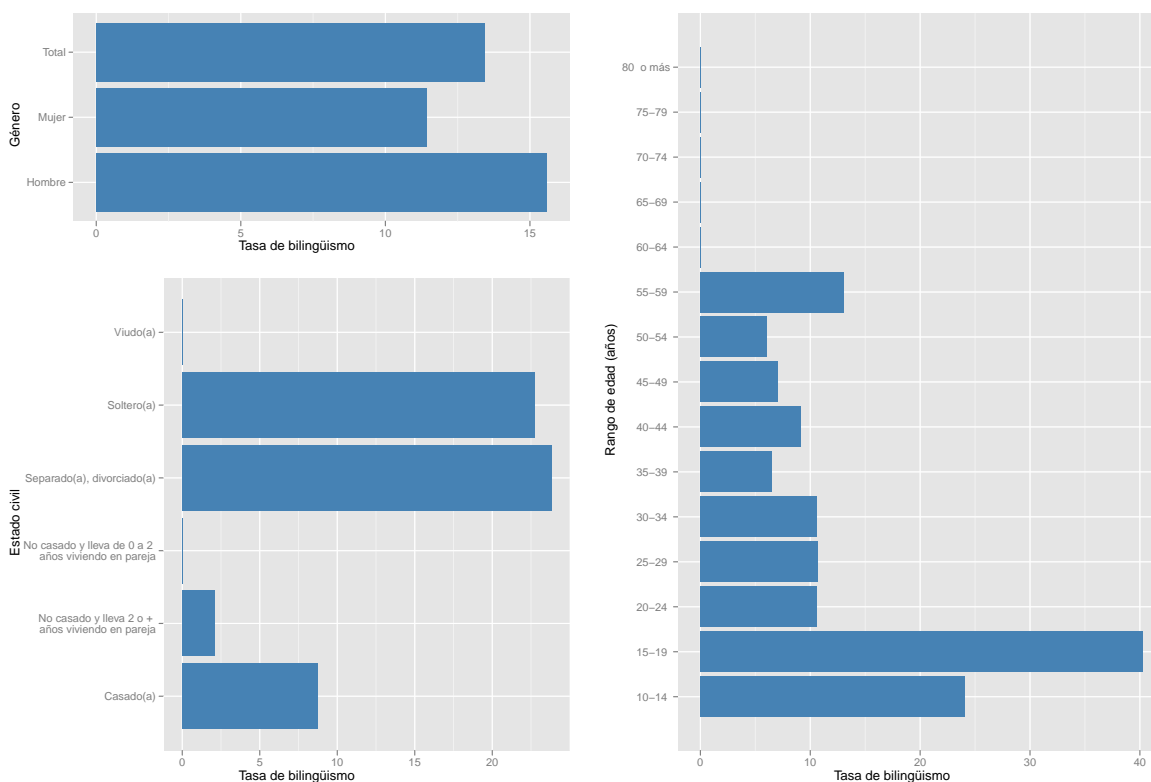 Género
Total
Mujer
Hombre
0 5 10 15
Tasa de bilingüismo
Estado civil
Viudo(a)
Soltero(a)
Separado(a), divorciado(a)
No casado y lleva de 0 a 2
años viviendo en pareja
No casado y lleva 2 o +
años viviendo en pareja
Casado(a)
0 5 10 15 20
Tasa de bilingüismo
Rango de edad (años)
80 o más
75−79
70−74
65−69
60−64
55−59
50−54
45−49
40−44
35−39
30−34
25−29
20−24
15−19
10−14
0 10 20 30 40
Tasa de bilingüismo